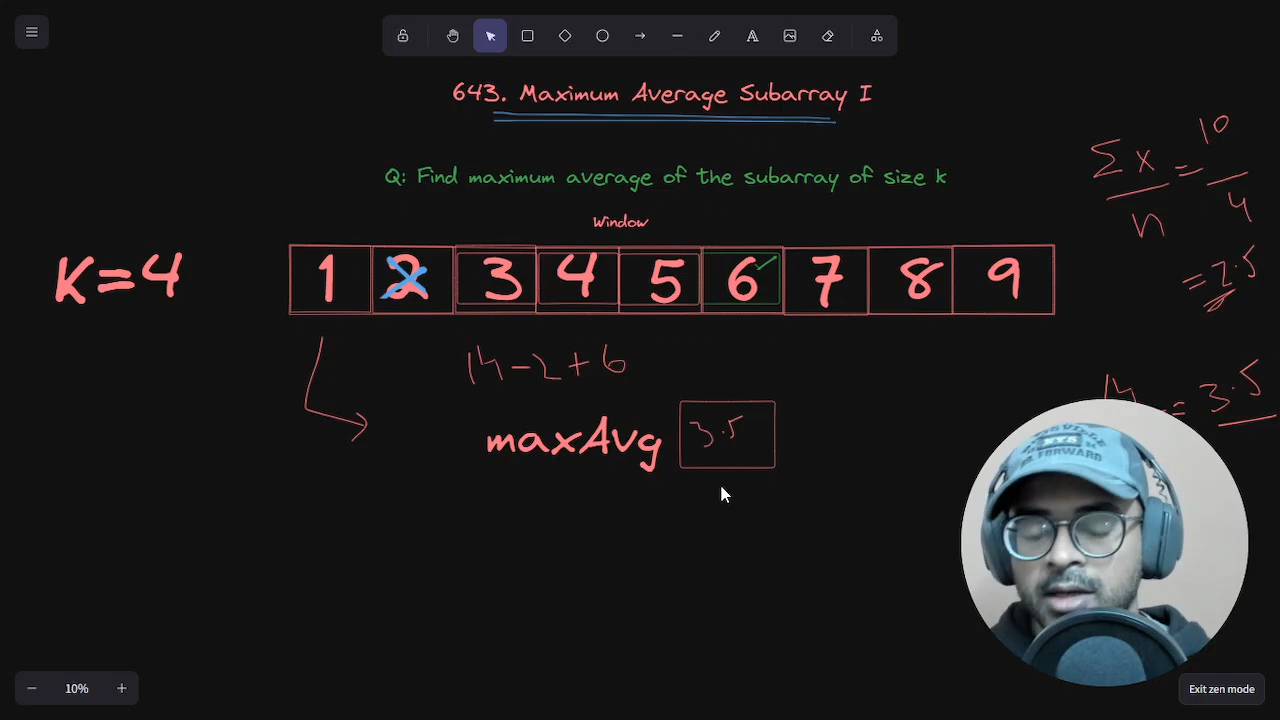 643. Maximum Average Subarray I
Q: Find maximum average of the subarray of size k
Window
K=4
1 2 3 4 5 6 7 8 9
Σx = 10
n 4
= 2.5
14-2+6
14 = 3.5
maxAvg 3.5
FORWARD
10%
Exit zen mode